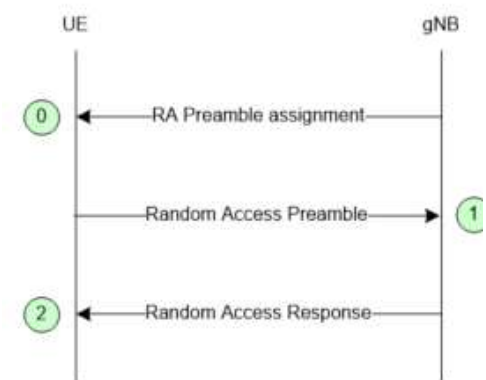 UE gNB
0 RA Preamble assignment
Random Access Preamble 1
2 Random Access Response